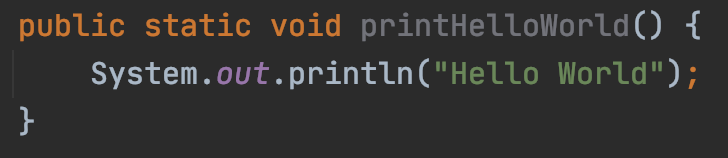 public static void printHelloWorld() {
    System.out.println("Hello World");
}